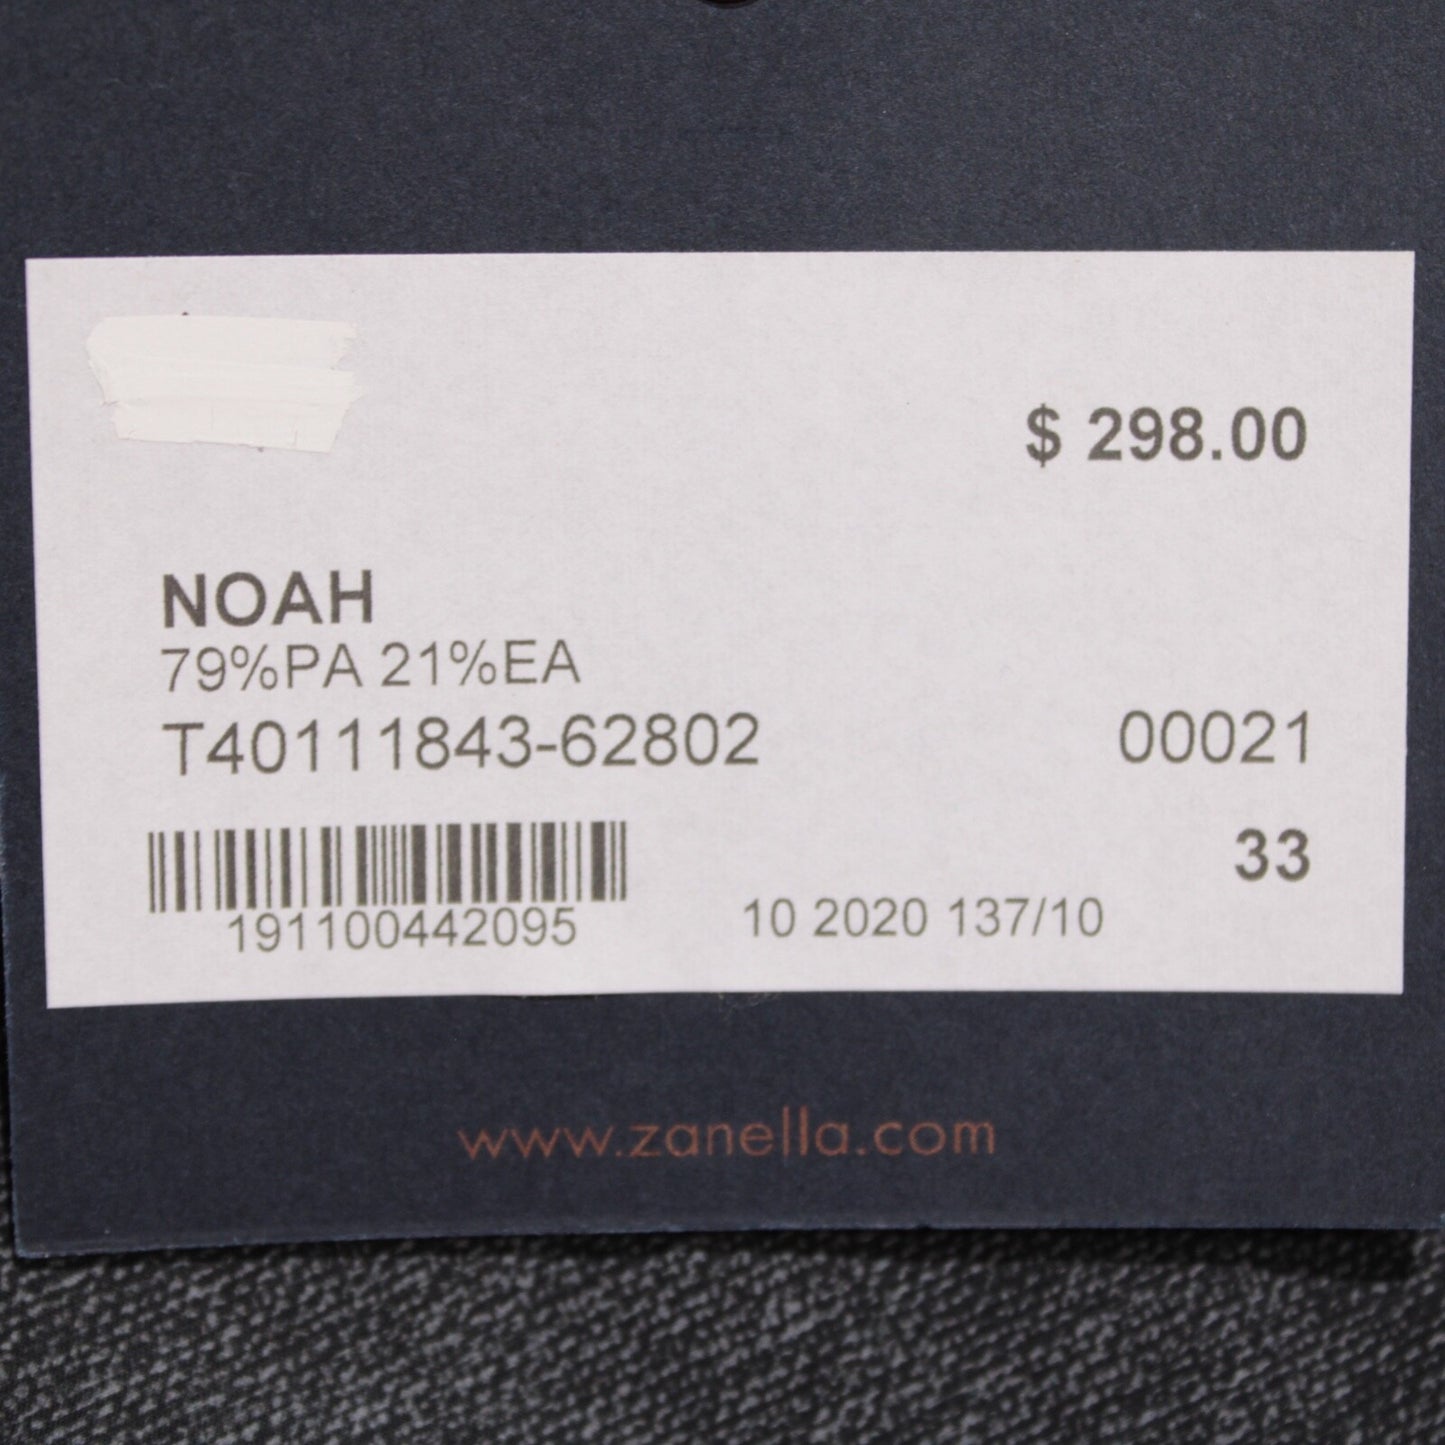 $ 298.00
NOAH
79%PA 21%EA
T40111843-62802 00021
33
191100442095 10 2020 137/10
www.zanella.com